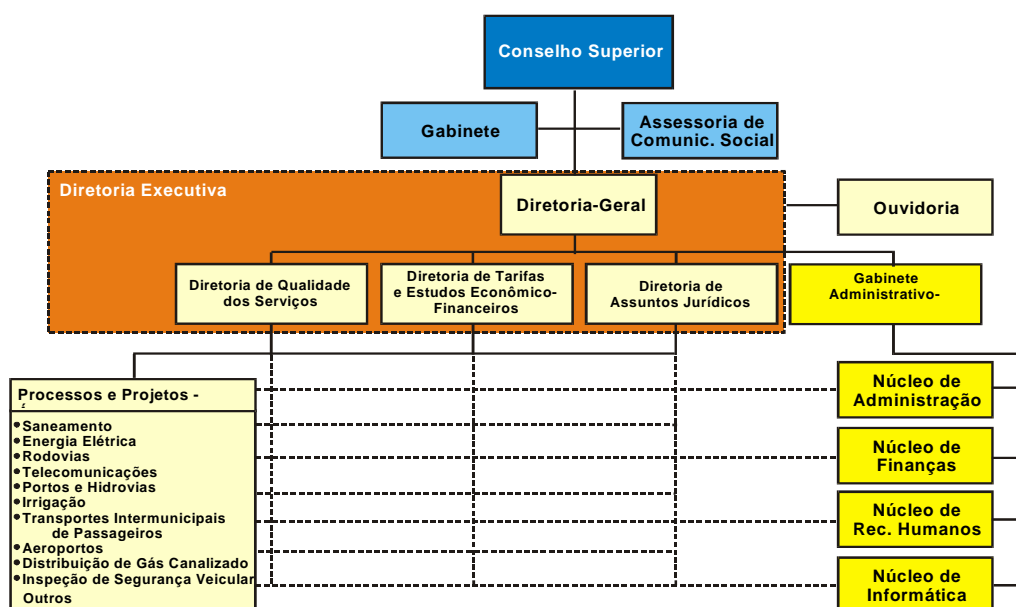 Conselho Superior
Gabinete
Assessoria de
Comunic. Social
Diretoria Executiva
Diretoria-Geral
Ouvidoria
Diretoria de Qualidade
dos Serviços
Diretoria de Tarifas
e Estudos Econômico-
Financeiros
Diretoria de
Assuntos Jurídicos
Gabinete
Administrativo-
Processos e Projetos -
•Saneamento
•Energia Elétrica
•Rodovias
•Telecomunicações
•Portos e Hidrovias
•Irrigação
•Transportes Intermunicipais
de Passageiros
•Aeroportos
•Distribuição de Gás Canalizado
•Inspeção de Segurança Veicular
Outros
Núcleo de
Administração
Núcleo de
Finanças
Núcleo de
Rec. Humanos
Núcleo de
Informática